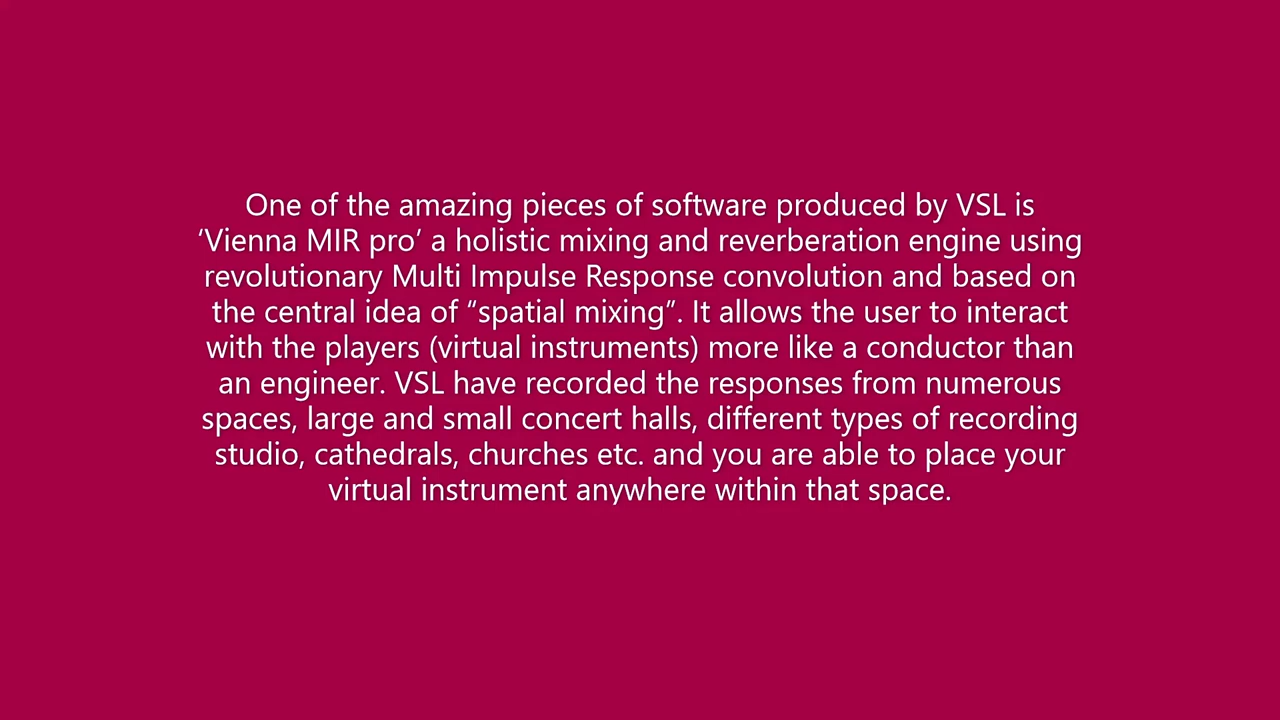 One of the amazing pieces of software produced by VSL is
‘Vienna MIR pro’ a holistic mixing and reverberation engine using
revolutionary Multi Impulse Response convolution and based on
the central idea of “spatial mixing”. It allows the user to interact
with the players (virtual instruments) more like a conductor than
an engineer. VSL have recorded the responses from numerous
spaces, large and small concert halls, different types of recording
studio, cathedrals, churches etc. and you are able to place your
virtual instrument anywhere within that space.